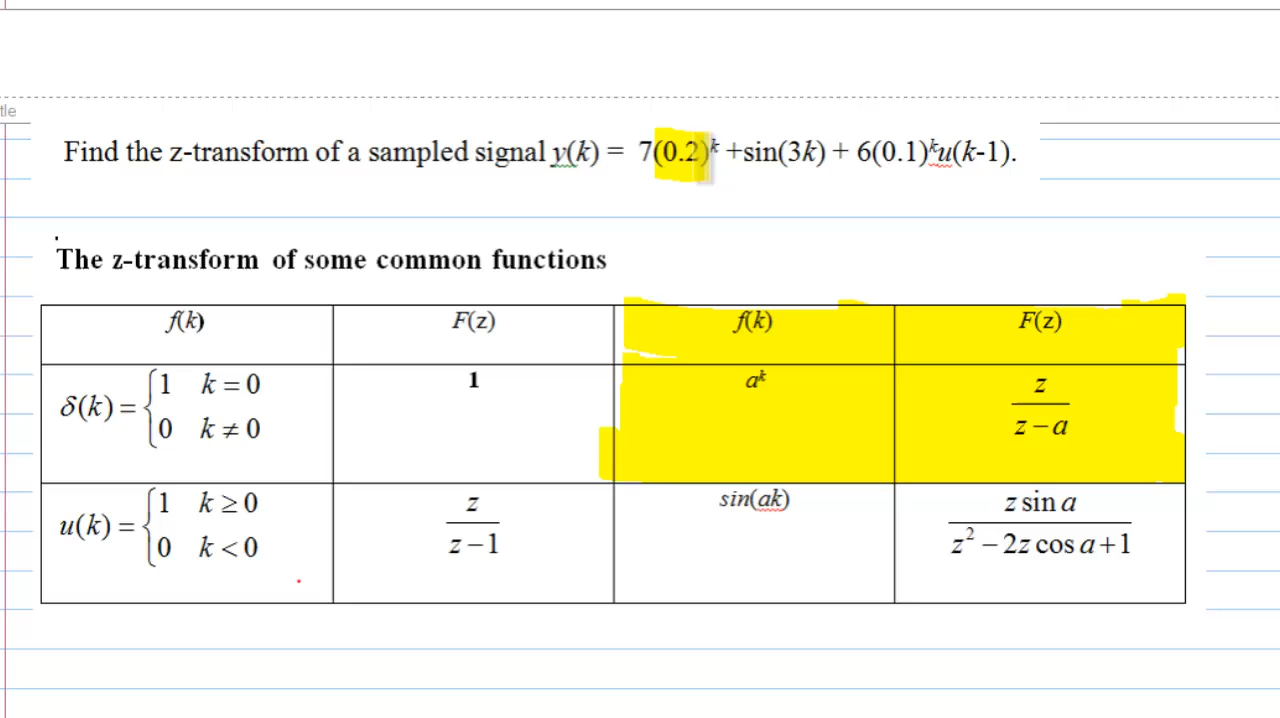 tle
Find the z-transform of a sampled signal y(k) = 7(0.2)^k +sin(3k) + 6(0.1)^k u(k-1).
The z-transform of some common functions
f(k) F(z) f(k) F(z)
δ(k) = {1 k = 0
0 k ≠ 0
1
a^k
z
z − a
u(k) = {1 k ≥ 0
0 k < 0
z
z − 1
sin(ak)
z sin a
z² − 2z cos a + 1